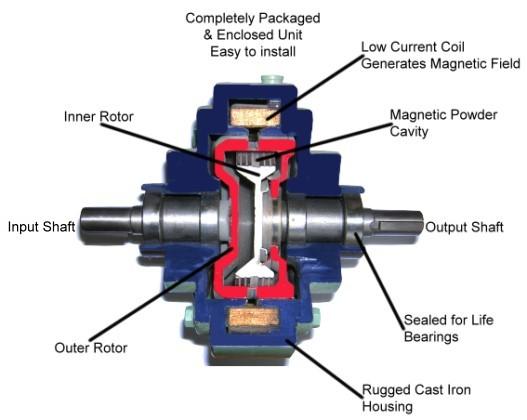 Completely Packaged
& Enclosed Unit
Easy to install
Low Current Coil
Generates Magnetic Field
Inner Rotor
Magnetic Powder
Cavity
Input Shaft
Output Shaft
Outer Rotor
Sealed for Life
Bearings
Rugged Cast Iron
Housing